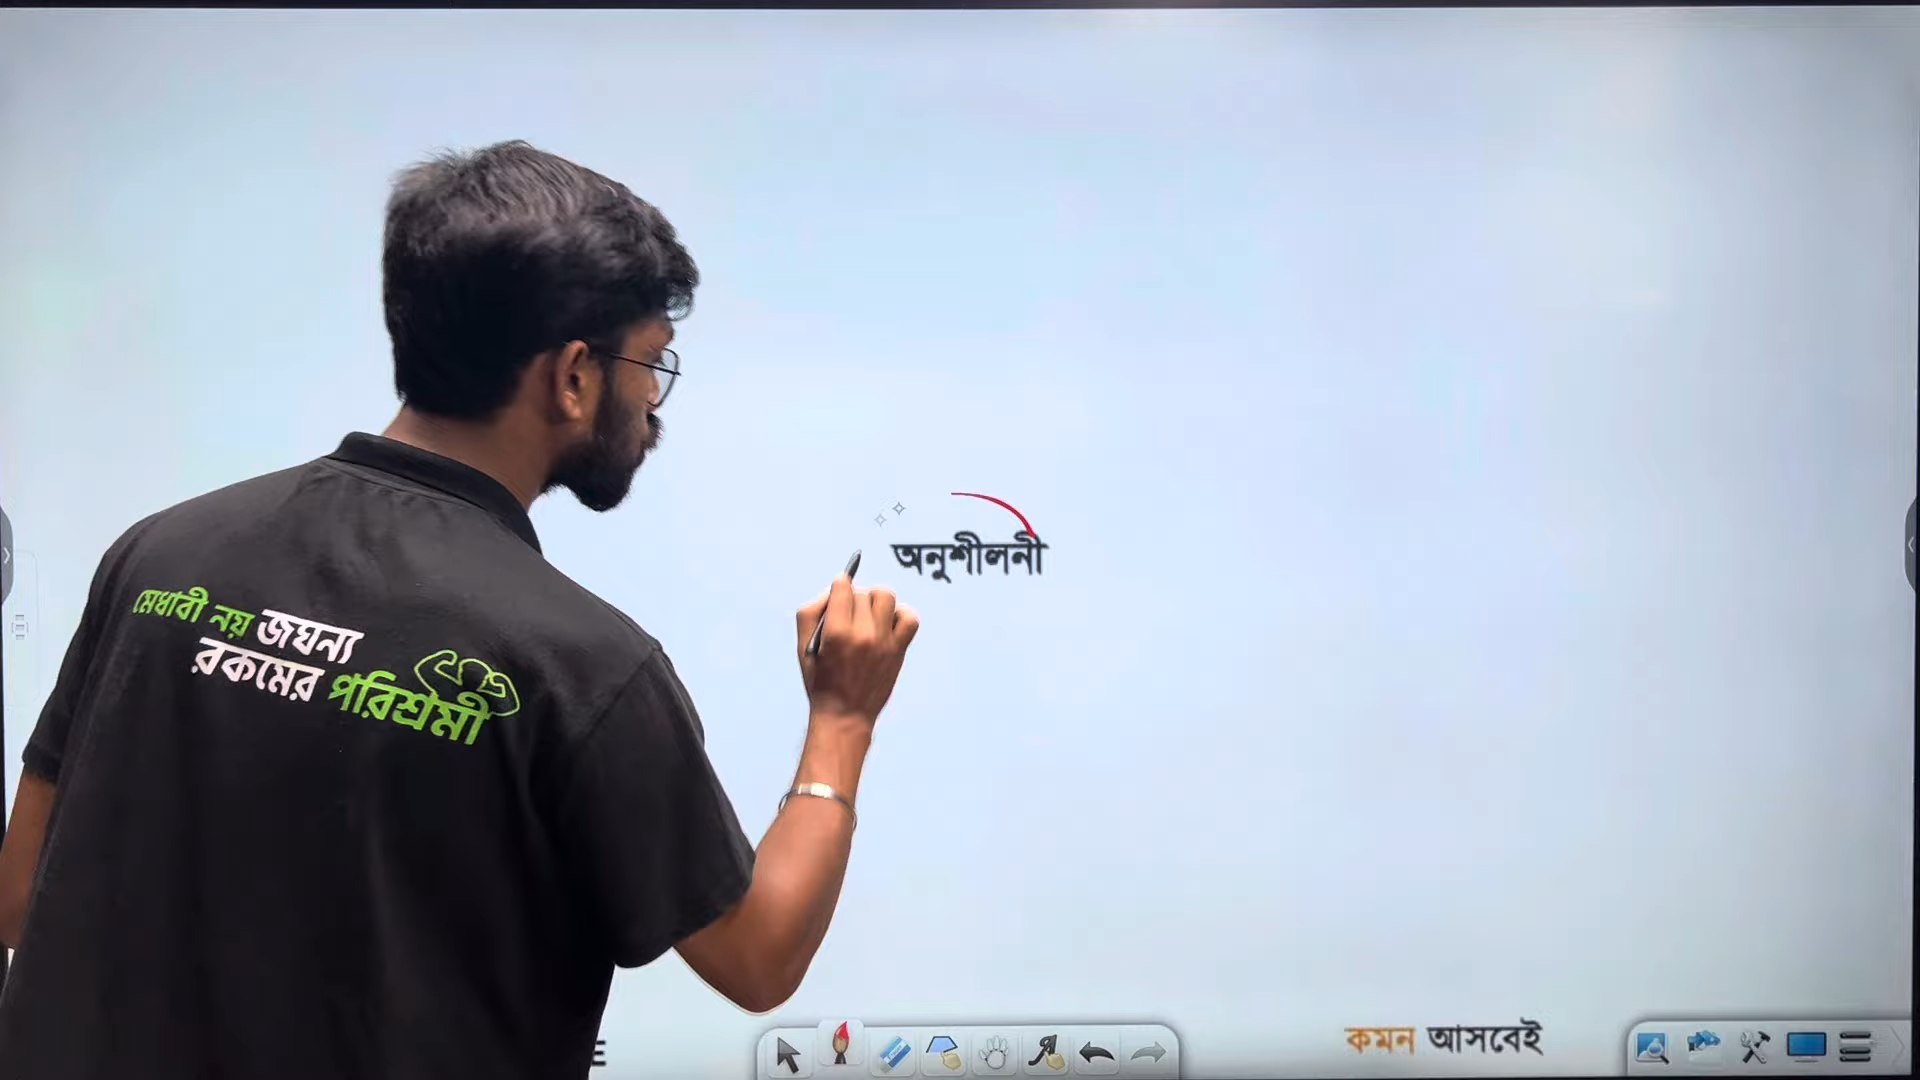 অনুশীলনী
মেধাবী নয় জঘন্য
রকমের পরিশ্রমী
কমন আসবেই